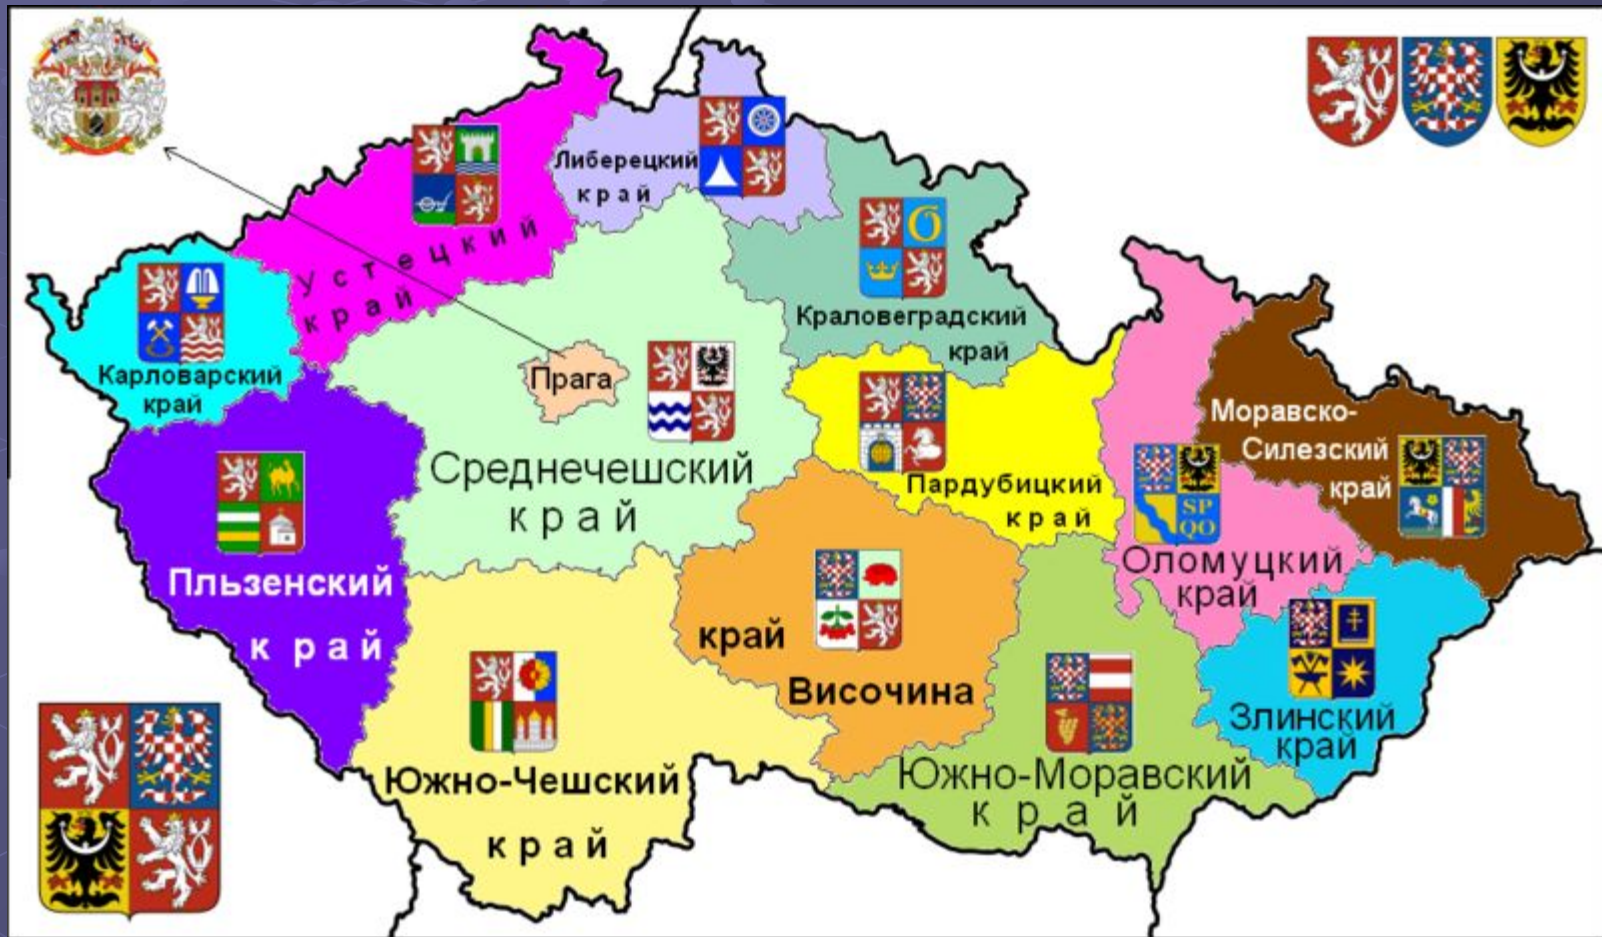 Либерецкий
край
Устецкий
край
Краловеградский
край
Карловарский
край
Прага
Среднечешский
край
Моравско-
Силезский
край
Пардубицкий
край
SP
QO
Оломуцкий
край
Пльзенский
край
край
Височина
Злинский
край
Южно-Чешский
край
Южно-Моравский
край